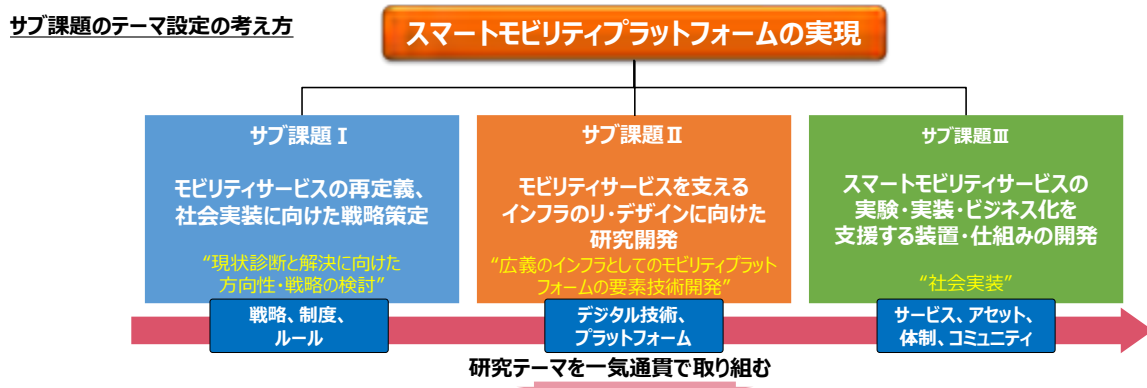 サブ課題のテーマ設定の考え方
スマートモビリティプラットフォームの実現
サブ課題Ⅰ
モビリティサービスの再定義、
社会実装に向けた戦略策定
“現状診断と解決に向けた
方向性・戦略の検討”
戦略、制度、
ルール
サブ課題Ⅱ
モビリティサービスを支える
インフラのリ・デザインに向けた
研究開発
“広義のインフラとしてのモビリティプラット
フォームの要素技術開発”
デジタル技術、
プラットフォーム
サブ課題Ⅲ
スマートモビリティサービスの
実験・実装・ビジネス化を
支援する装置・仕組みの開発
“社会実装”
サービス、アセット、
体制、コミュニティ
研究テーマを一気通貫で取り組む